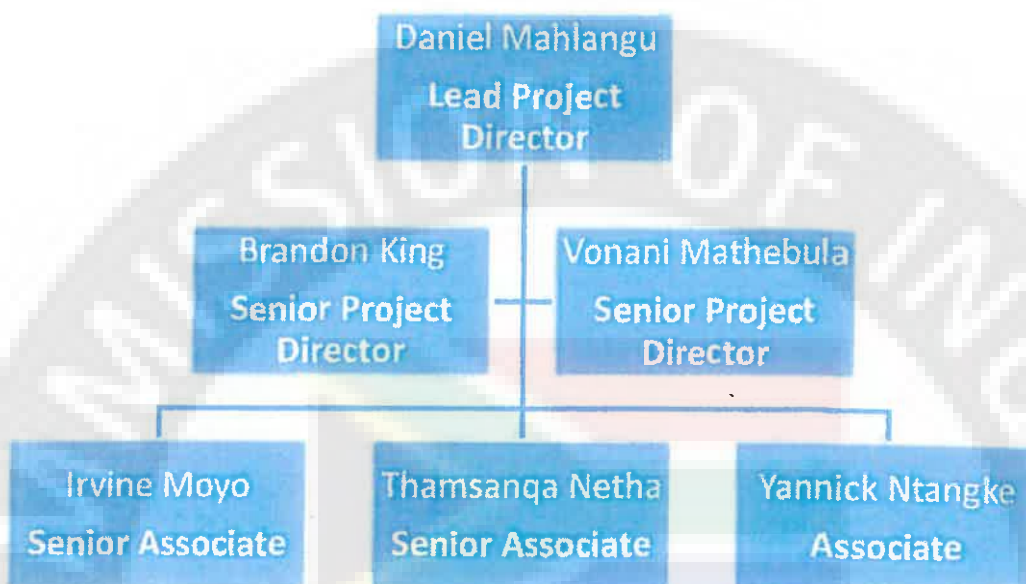 Daniel Mahlangu
Lead Project
Director
Brandon King
Senior Project
Director
Vonani Mathebula
Senior Project
Director
Irvine Moyo
Senior Associate
Thamsanqa Netha
Senior Associate
Yannick Ntangke
Associate